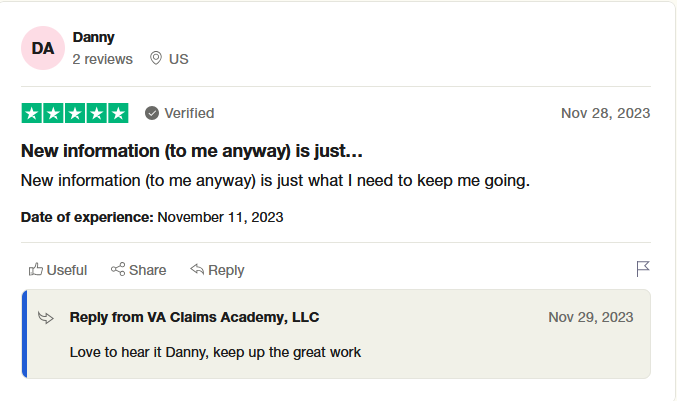 DA
Danny
2 reviews US
Verified Nov 28, 2023
New information (to me anyway) is just…
New information (to me anyway) is just what I need to keep me going.
Date of experience: November 11, 2023
Useful Share Reply
Reply from VA Claims Academy, LLC Nov 29, 2023
Love to hear it Danny, keep up the great work